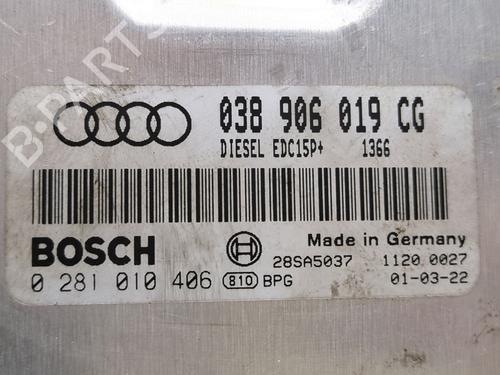 B-PARTS
038 906 019 CG
DIESEL EDC15P+ 1366
BOSCH
Made in Germany
28SA5037 1120 0027
0 281 010 406 810 BPG 01-03-22